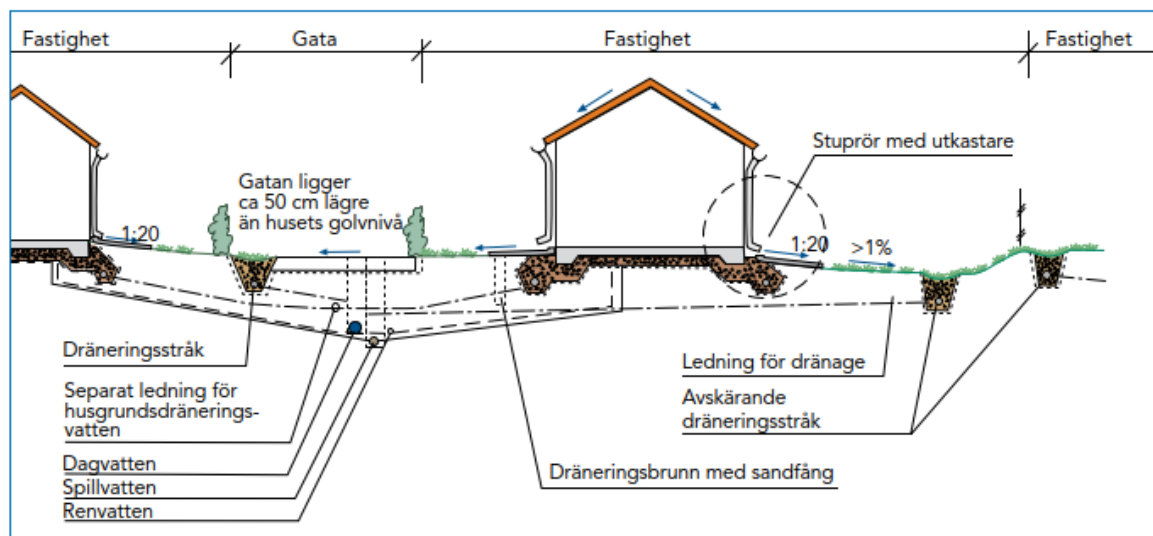 Fastighet
Gata
Fastighet
Fastighet
Stuprör med utkastare
Gatan ligger
ca 50 cm lägre
än husets golvnivå
1:20
1:20
>1%
Dräneringsstråk
Separat ledning för
husgrundsdränerings-
vatten
Dagvatten
Spillvatten
Renvatten
Ledning för dränage
Avskärande
dräneringsstråk
Dräneringsbrunn med sandfång